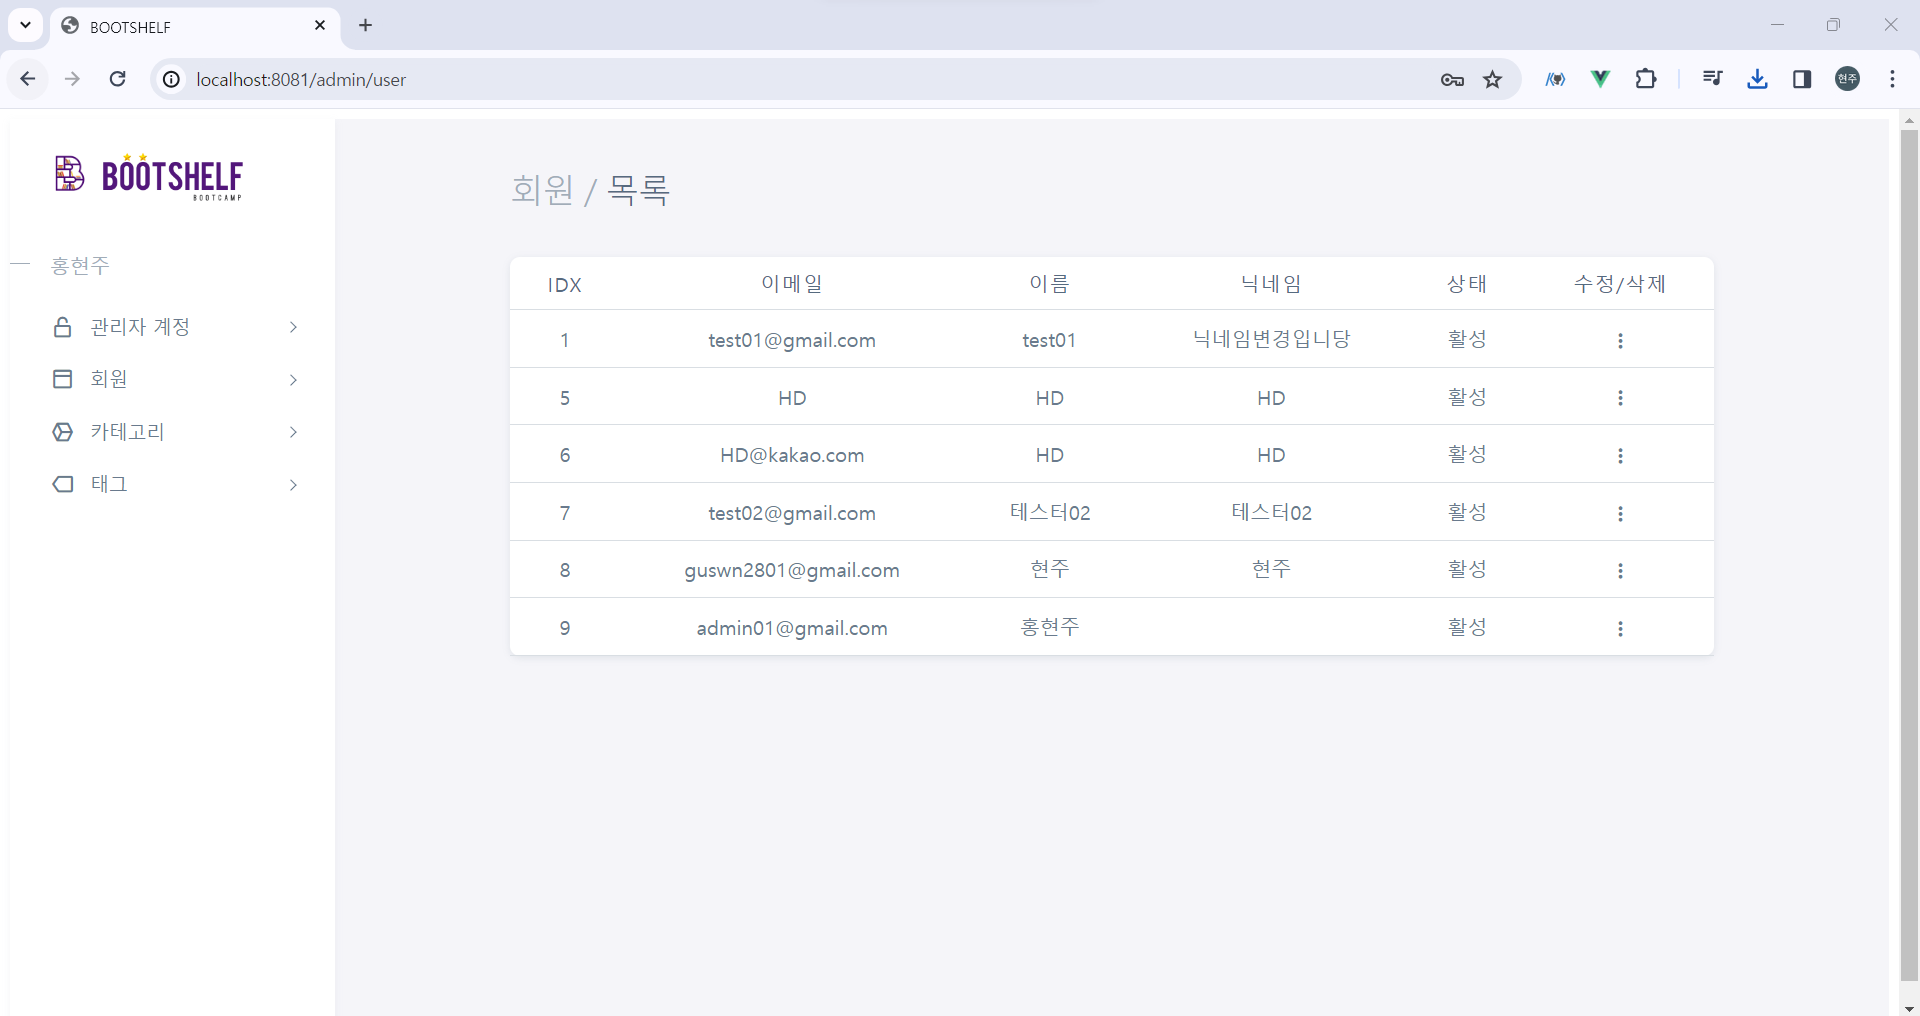 BOOTSHELF
localhost:8081/admin/user
현주
BOOTSHELF
BOOTCAMP
홍현주
관리자 계정
회원
카테고리
태그
회원 / 목록
IDX 이메일 이름 닉네임 상태 수정/삭제
1 test01@gmail.com test01 닉네임변경입니당 활성
5 HD HD HD 활성
6 HD@kakao.com HD HD 활성
7 test02@gmail.com 테스터02 테스터02 활성
8 guswn2801@gmail.com 현주 현주 활성
9 admin01@gmail.com 홍현주 활성